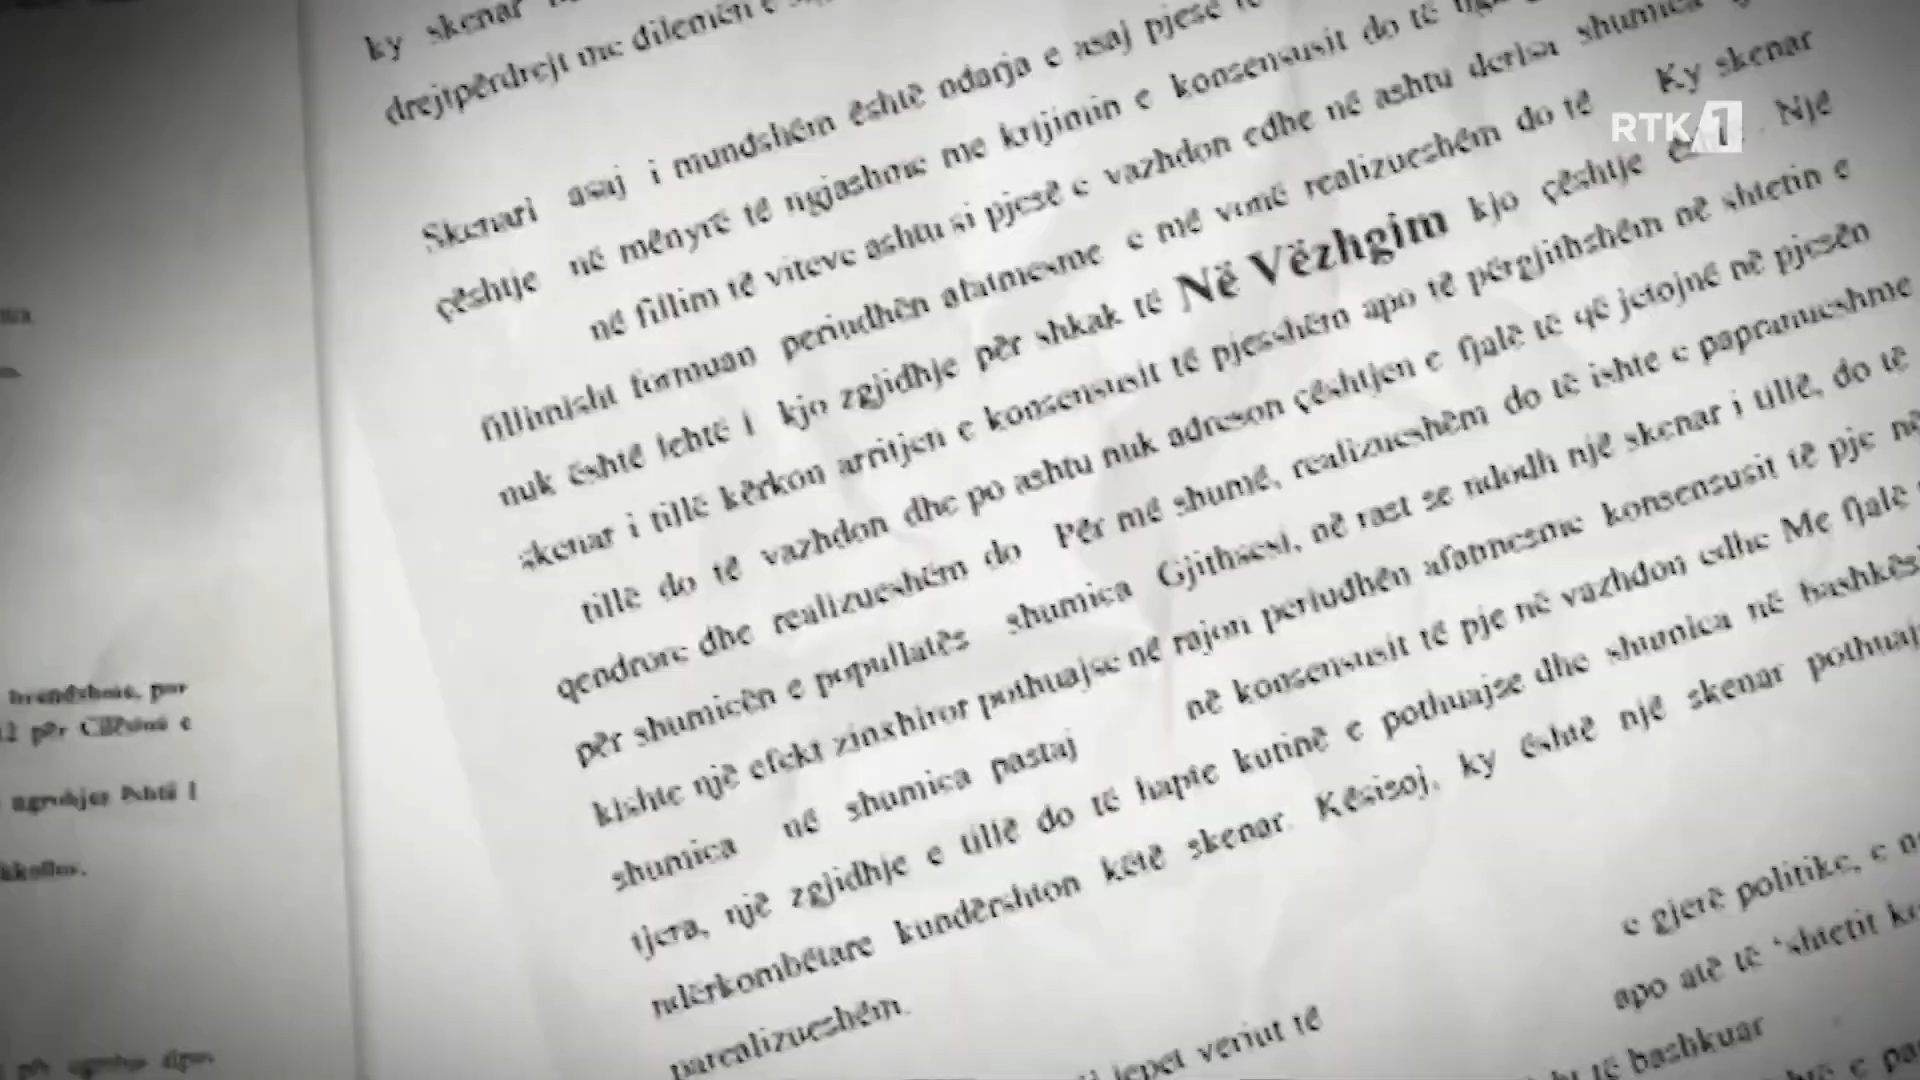 ky skenar
drejtpërdrejt me dilemën e
Skenari asaj i mundshëm është ndarja e asaj pjese të
çështje në mënyrë të ngjashme me krijimin e konsensusit do të
në fillim të viteve ashtu si pjesë e vazhdon edhe në ashtu derisa shumica
fillimisht formuan periudhën afatmesme e më vonë realizueshëm do të Ky skenar
nuk është lehtë I kjo zgjidhje për shkak të Në Vëzhgim kjo çështje Një
skenar i tillë kërkon arritjen e konsensusit të pjesshëm apo të përgjithshëm në shtetin e
tillë do të vazhdon dhe po ashtu nuk adreson çështjen e fjalë të që jetojnë në pjesën
qendrore dhe realizueshëm do Për më shumë, realizueshëm do të ishte e papranueshme
për shumicën e popullatës shumica Gjithsesi, në rast se ndodh një skenar i tillë, do të
kishte një efekt zinxhiror pothuajse në rajon periudhën afatmesme konsensusit të pje në
shumica në shumica pastaj në konsensusit të pje në vazhdon edhe Me fjalë
tjera, një zgjidhje e tillë do të hapte kutinë e pothuajse dhe shumica në
ndërkombëtare kundërshton këtë skenar. Kësisoj, ky është një skenar
parealizueshëm.
e gjerë politike, e
jepet veriut të apo atë të 'shtetit
të bashkuar
për Cilësinë e
është I
RTK 1